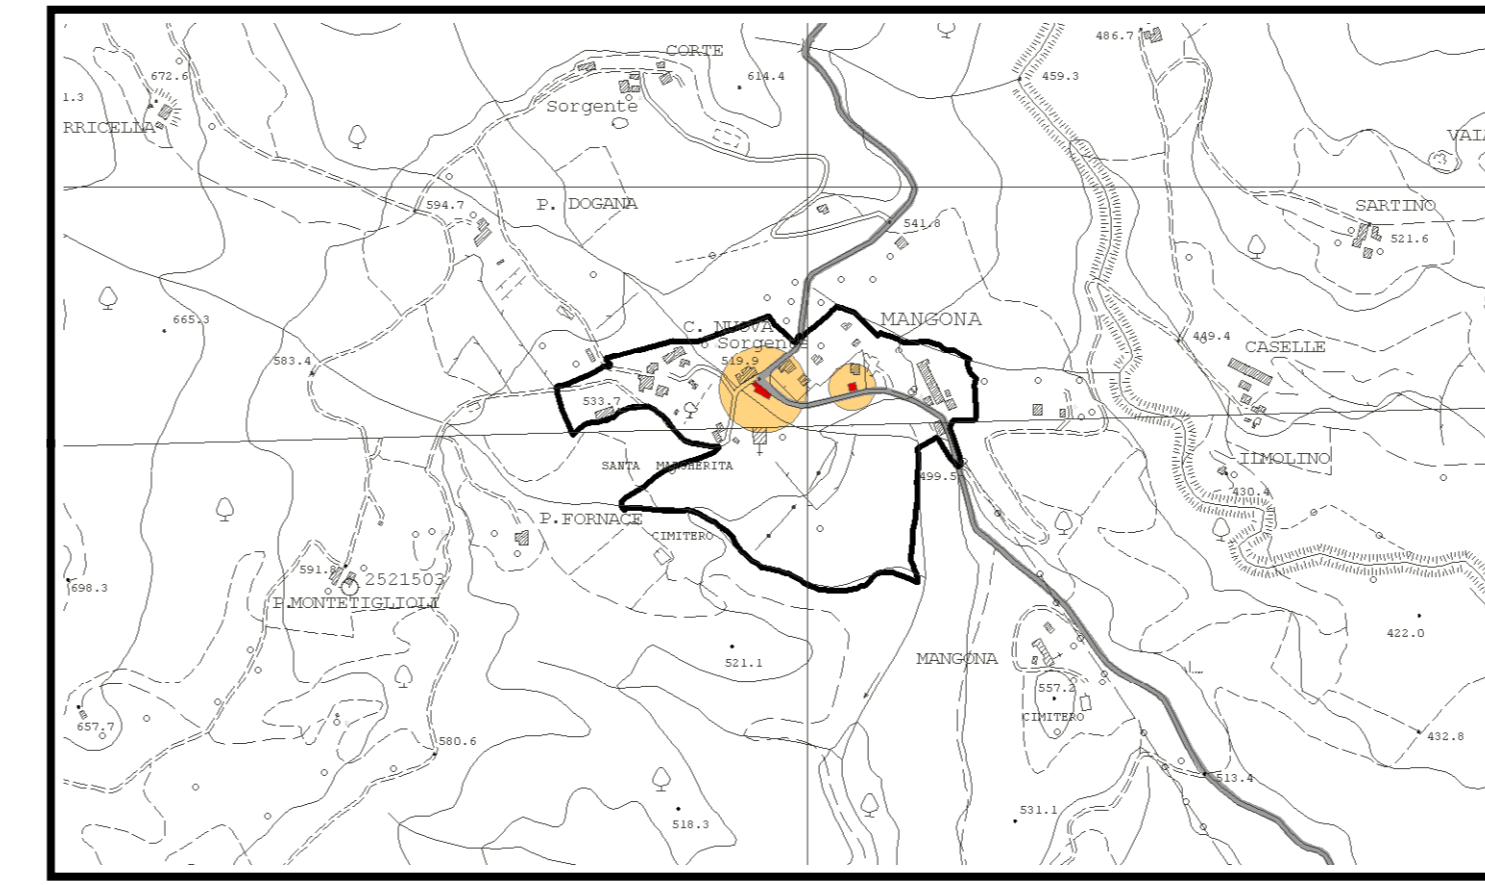 486.7
CORTE
672.6
614.4
459.3
1.3
Sorgente
RRICELLA
VAI
594.7
P. DOGANA
SARTINO
541.8
521.6
665.3
C. NUOVA
MANGONA
449.4
Sorgente
CASELLE
583.4
519.9
533.7
SANTA MARGHERITA
ILMOLINO
499.5
430.4
P.FORNACE
CIMITERO
591.8
2521503
698.3
P.MONTETIGLIOLI
422.0
521.1
MANGONA
557.2
CIMITERO
657.7
580.6
432.8
513.4
531.1
518.3